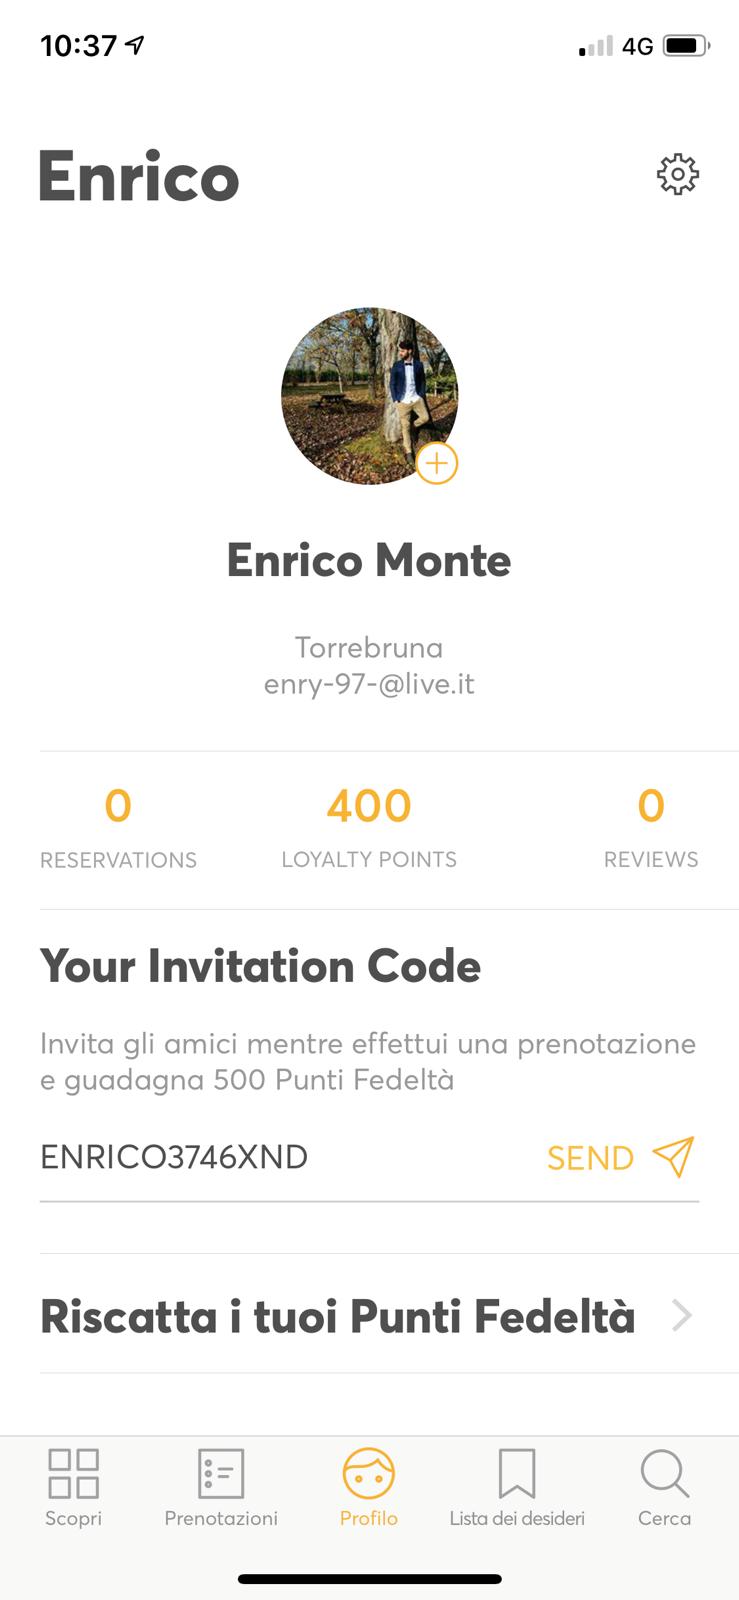 10:37
4G
Enrico
Enrico Monte
Torrebruna
enry-97-@live.it
0 400 0
RESERVATIONS LOYALTY POINTS REVIEWS
Your Invitation Code
Invita gli amici mentre effettui una prenotazione
e guadagna 500 Punti Fedeltà
ENRICO3746XND SEND
Riscatta i tuoi Punti Fedeltà
Scopri Prenotazioni Profilo Lista dei desideri Cerca